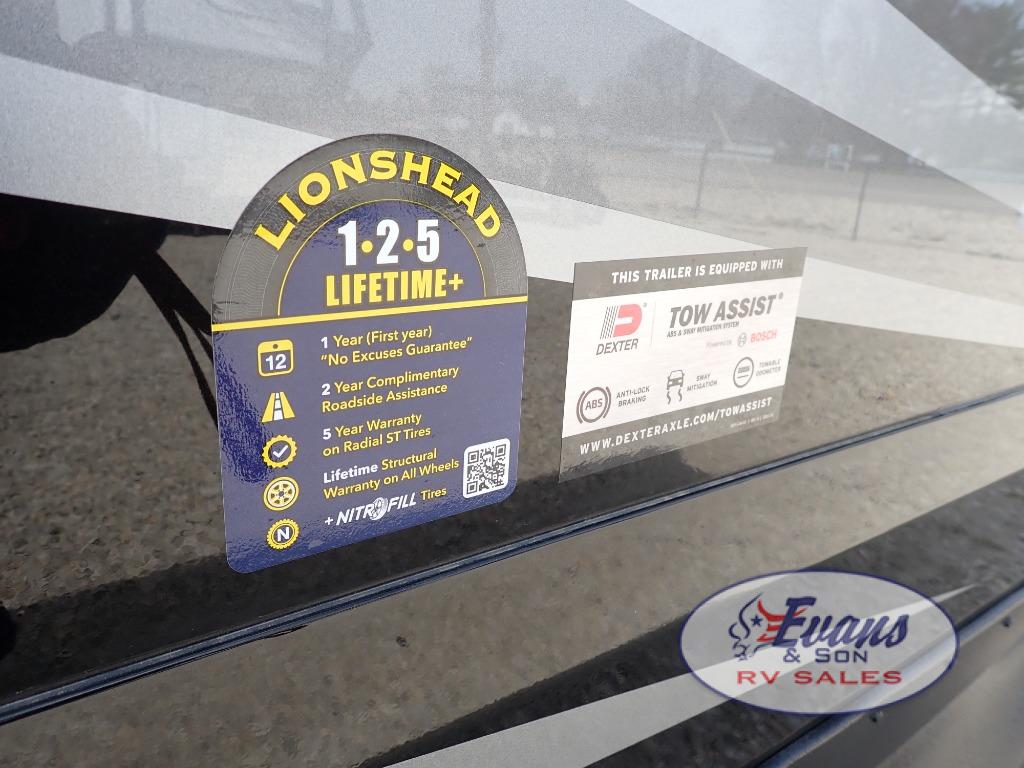 LIONSHEAD
1•2•5
LIFETIME+
12
1 Year (First year)
"No Excuses Guarantee"
2 Year Complimentary
Roadside Assistance
5 Year Warranty
on Radial ST Tires
Lifetime Structural
Warranty on All Wheels
N
+ NITROFILL Tires
THIS TRAILER IS EQUIPPED WITH
DEXTER
TOW ASSIST®
ABS & SWAY MITIGATION SYSTEM
Powered by BOSCH
ABS
ANTI-LOCK
BRAKING
SWAY
MITIGATION
TOWABLE
ODOMETER
WWW.DEXTERAXLE.COM/TOWASSIST
Evans
& SON
RV SALES